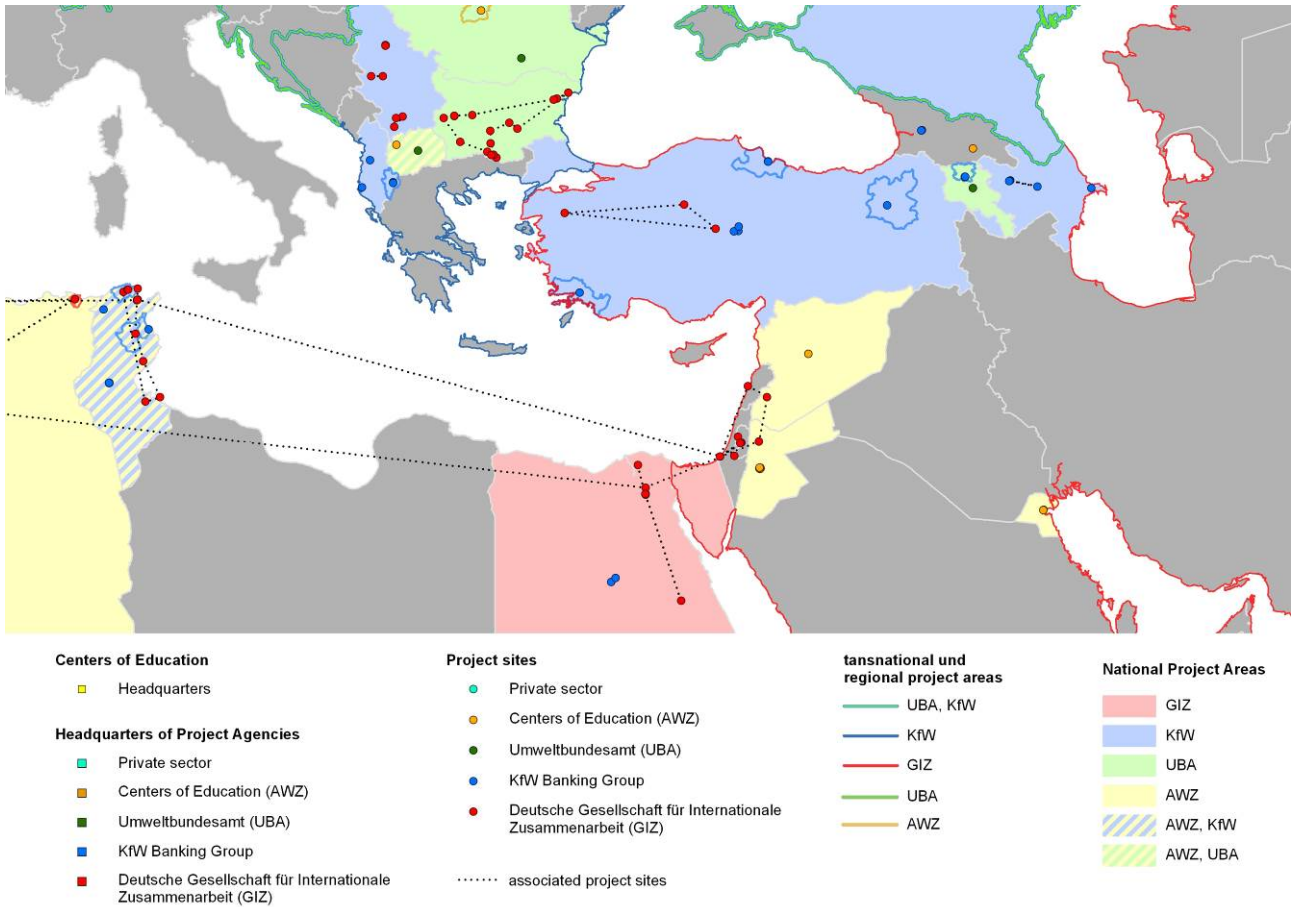 Centers of Education
Headquarters
Headquarters of Project Agencies
Private sector
Centers of Education (AWZ)
Umweltbundesamt (UBA)
KfW Banking Group
Deutsche Gesellschaft für Internationale
Zusammenarbeit (GIZ)
Project sites
Private sector
Centers of Education (AWZ)
Umweltbundesamt (UBA)
KfW Banking Group
Deutsche Gesellschaft für Internationale
Zusammenarbeit (GIZ)
associated project sites
tansnational und
regional project areas
UBA, KfW
KfW
GIZ
UBA
AWZ
National Project Areas
GIZ
KfW
UBA
AWZ
AWZ, KfW
AWZ, UBA